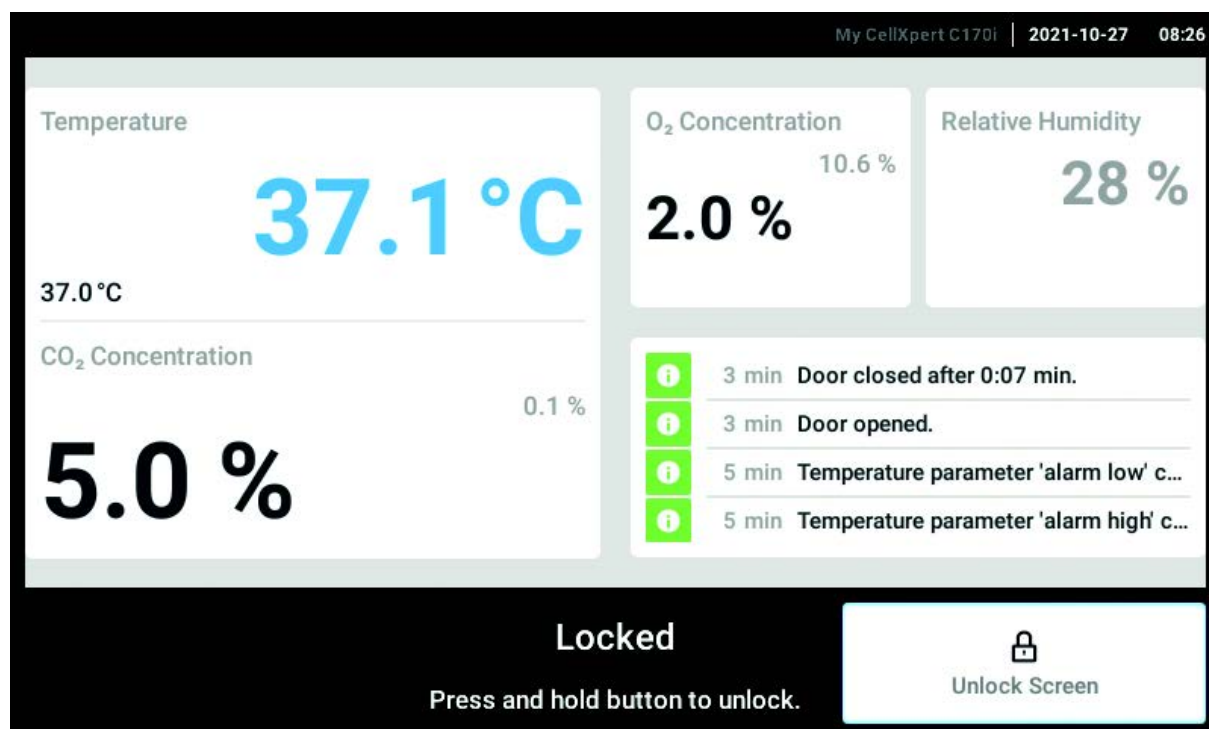 My CellXpert C170i | 2021-10-27 08:26
Temperature
37.1 °C
37.0 °C
CO₂ Concentration
0.1 %
5.0 %
O₂ Concentration
10.6 %
2.0 %
Relative Humidity
28 %
3 min Door closed after 0:07 min.
3 min Door opened.
5 min Temperature parameter 'alarm low' c...
5 min Temperature parameter 'alarm high' c...
Locked
Press and hold button to unlock.
Unlock Screen